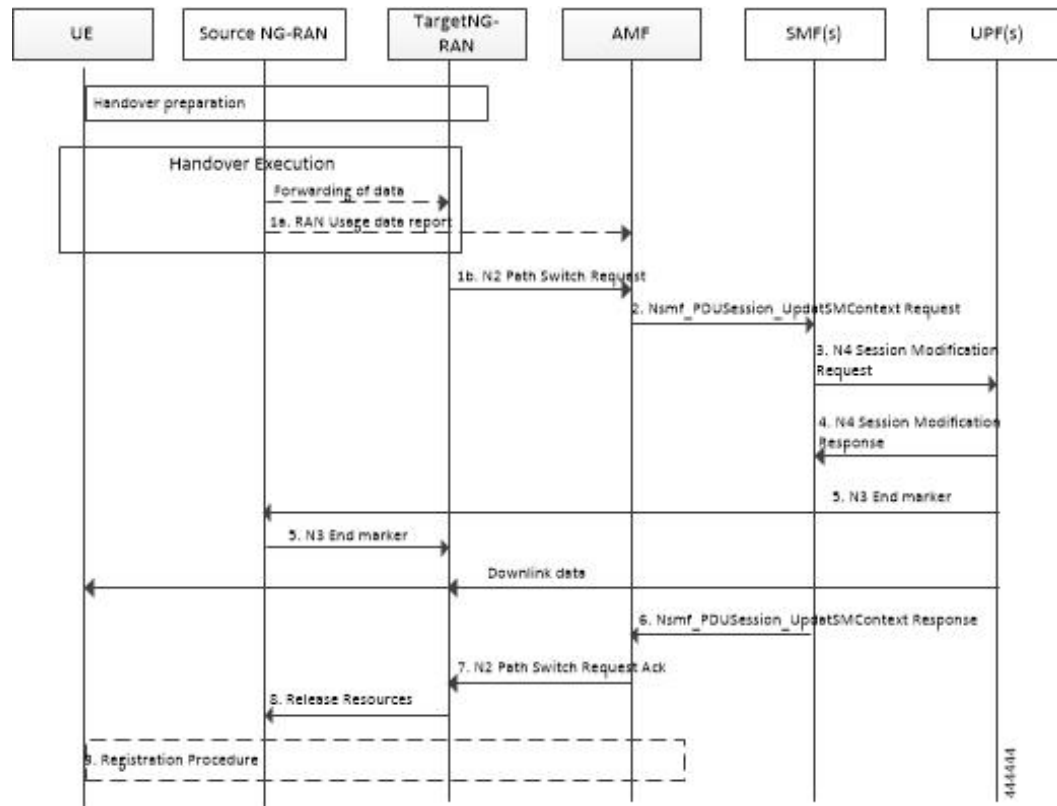 UE
Source NG-RAN
TargetNG-
RAN
AMF
SMF(s)
UPF(s)
Handover preparation
Handover Execution
Forwarding of data
1a. RAN Usage data report
1b. N2 Path Switch Request
2. Nsmf_PDUSession_UpdatSMContext Request
3. N4 Session Modification
Request
4. N4 Session Modification
Response
5. N3 End marker
5. N3 End marker
Downlink data
6. Nsmf_PDUSession_UpdatSMContext Response
7. N2 Path Switch Request Ack
8. Release Resources
9. Registration Procedure
444444